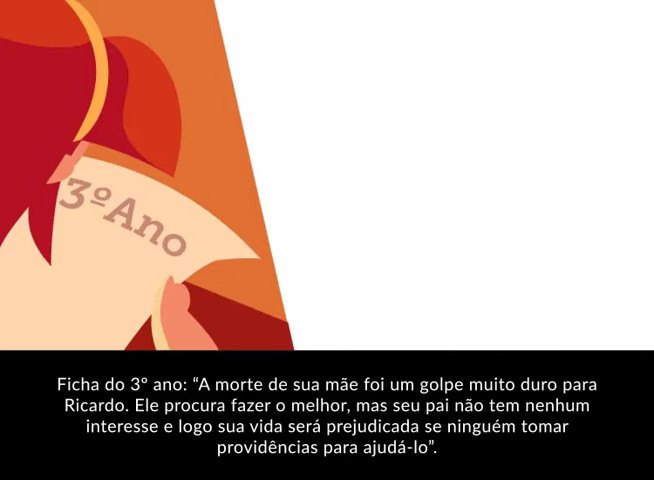 3º Ano
Ficha do 3º ano: “A morte de sua mãe foi um golpe muito duro para
Ricardo. Ele procura fazer o melhor, mas seu pai não tem nenhum
interesse e logo sua vida será prejudicada se ninguém tomar
providências para ajudá-lo”.